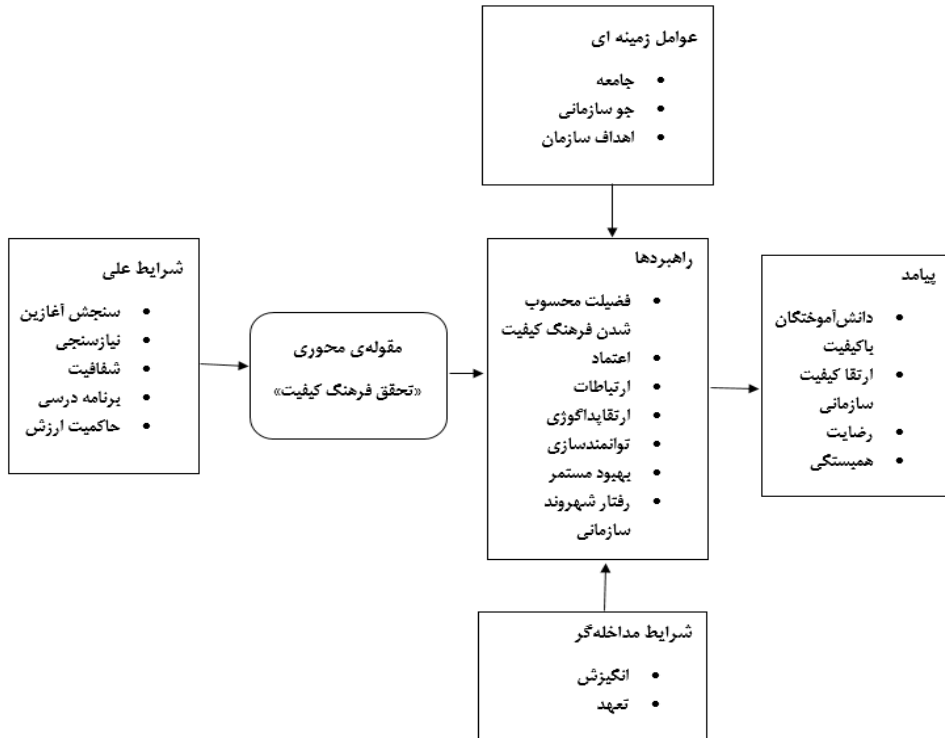 عوامل زمینه ای
• جامعه
• جو سازمانی
• اهداف سازمان
شرایط علی
• سنجش آغازین
• نیازسنجی
• شفافیت
• برنامه درسی
• حاکمیت ارزش
مقوله‌ی محوری
«تحقق فرهنگ کیفیت»
راهبردها
• فضیلت محسوب
شدن فرهنگ کیفیت
• اعتماد
• ارتباطات
• ارتقاپداگوژی
• توانمندسازی
• بهبود مستمر
• رفتار شهروند
سازمانی
پیامد
• دانش‌آموختگان
باکیفیت
• ارتقا کیفیت
سازمانی
• رضایت
• همبستگی
شرایط مداخله‌گر
• انگیزش
• تعهد